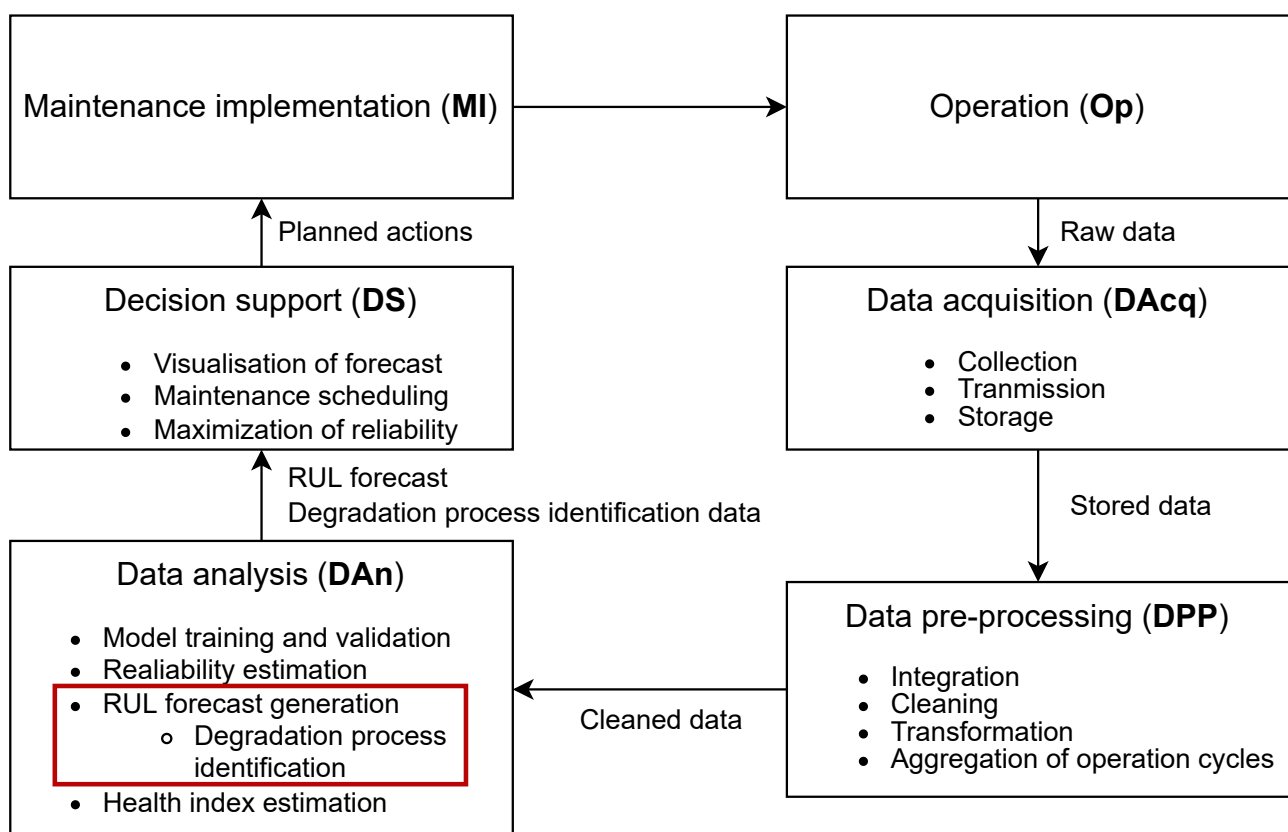 Maintenance implementation (MI)
Operation (Op)
Planned actions
Raw data
Decision support (DS)
• Visualisation of forecast
• Maintenance scheduling
• Maximization of reliability
Data acquisition (DAcq)
• Collection
• Tranmission
• Storage
RUL forecast
Degradation process identification data
Stored data
Data analysis (DAn)
• Model training and validation
• Realiability estimation
• RUL forecast generation
o Degradation process
identification
• Health index estimation
Cleaned data
Data pre-processing (DPP)
• Integration
• Cleaning
• Transformation
• Aggregation of operation cycles